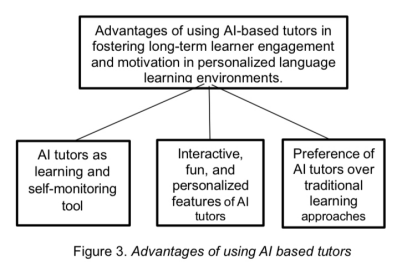 Advantages of using AI-based tutors in
fostering long-term learner engagement
and motivation in personalized language
learning environments.
AI tutors as
learning and
self-monitoring
tool
Interactive,
fun, and
personalized
features of AI
tutors
Preference of
AI tutors over
traditional
learning
approaches
Figure 3. Advantages of using AI based tutors